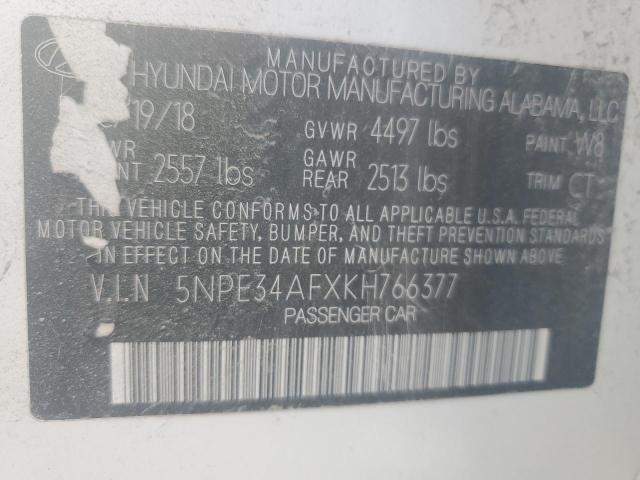 MANUFACTURED BY
HYUNDAI MOTOR MANUFACTURING ALABAMA, LLC
/19/18 GVWR 4497 lbs PAINT W8
WR GAWR
NT 2557 lbs REAR 2513 lbs TRIM CT
THIS VEHICLE CONFORMS TO ALL APPLICABLE U.S.A. FEDERAL
MOTOR VEHICLE SAFETY, BUMPER, AND THEFT PREVENTION STANDARDS
IN EFFECT ON THE DATE OF MANUFACTURE SHOWN ABOVE.
V.I.N 5NPE34AFXKH766377
PASSENGER CAR